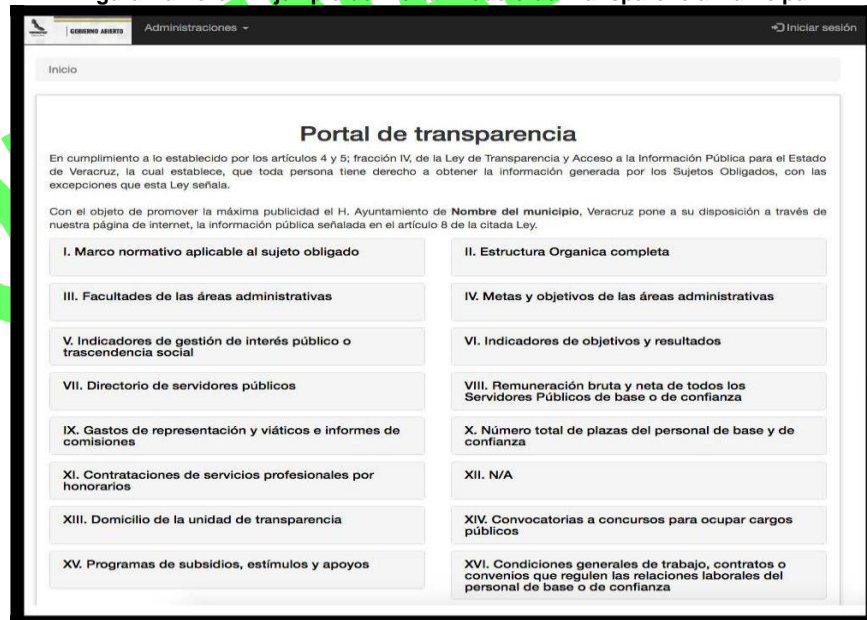 GOBIERNO ABIERTO
Administraciones
Iniciar sesión
Inicio
Portal de transparencia
En cumplimiento a lo establecido por los artículos 4 y 5; fracción IV, de la Ley de Transparencia y Acceso a la Información Pública para el Estado
de Veracruz, la cual establece, que toda persona tiene derecho a obtener la información generada por los Sujetos Obligados, con las
excepciones que esta Ley señala.
Con el objeto de promover la máxima publicidad el H. Ayuntamiento de Nombre del municipio, Veracruz pone a su disposición a través de
nuestra página de internet, la información pública señalada en el artículo 8 de la citada Ley.
I. Marco normativo aplicable al sujeto obligado
II. Estructura Organica completa
III. Facultades de las áreas administrativas
IV. Metas y objetivos de las áreas administrativas
V. Indicadores de gestión de interés público o
trascendencia social
VI. Indicadores de objetivos y resultados
VII. Directorio de servidores públicos
VIII. Remuneración bruta y neta de todos los
Servidores Públicos de base o de confianza
IX. Gastos de representación y viáticos e informes de
comisiones
X. Número total de plazas del personal de base y de
confianza
XI. Contrataciones de servicios profesionales por
honorarios
XII. N/A
XIII. Domicilio de la unidad de transparencia
XIV. Convocatorias a concursos para ocupar cargos
públicos
XV. Programas de subsidios, estímulos y apoyos
XVI. Condiciones generales de trabajo, contratos o
convenios que regulen las relaciones laborales del
personal de base o de confianza